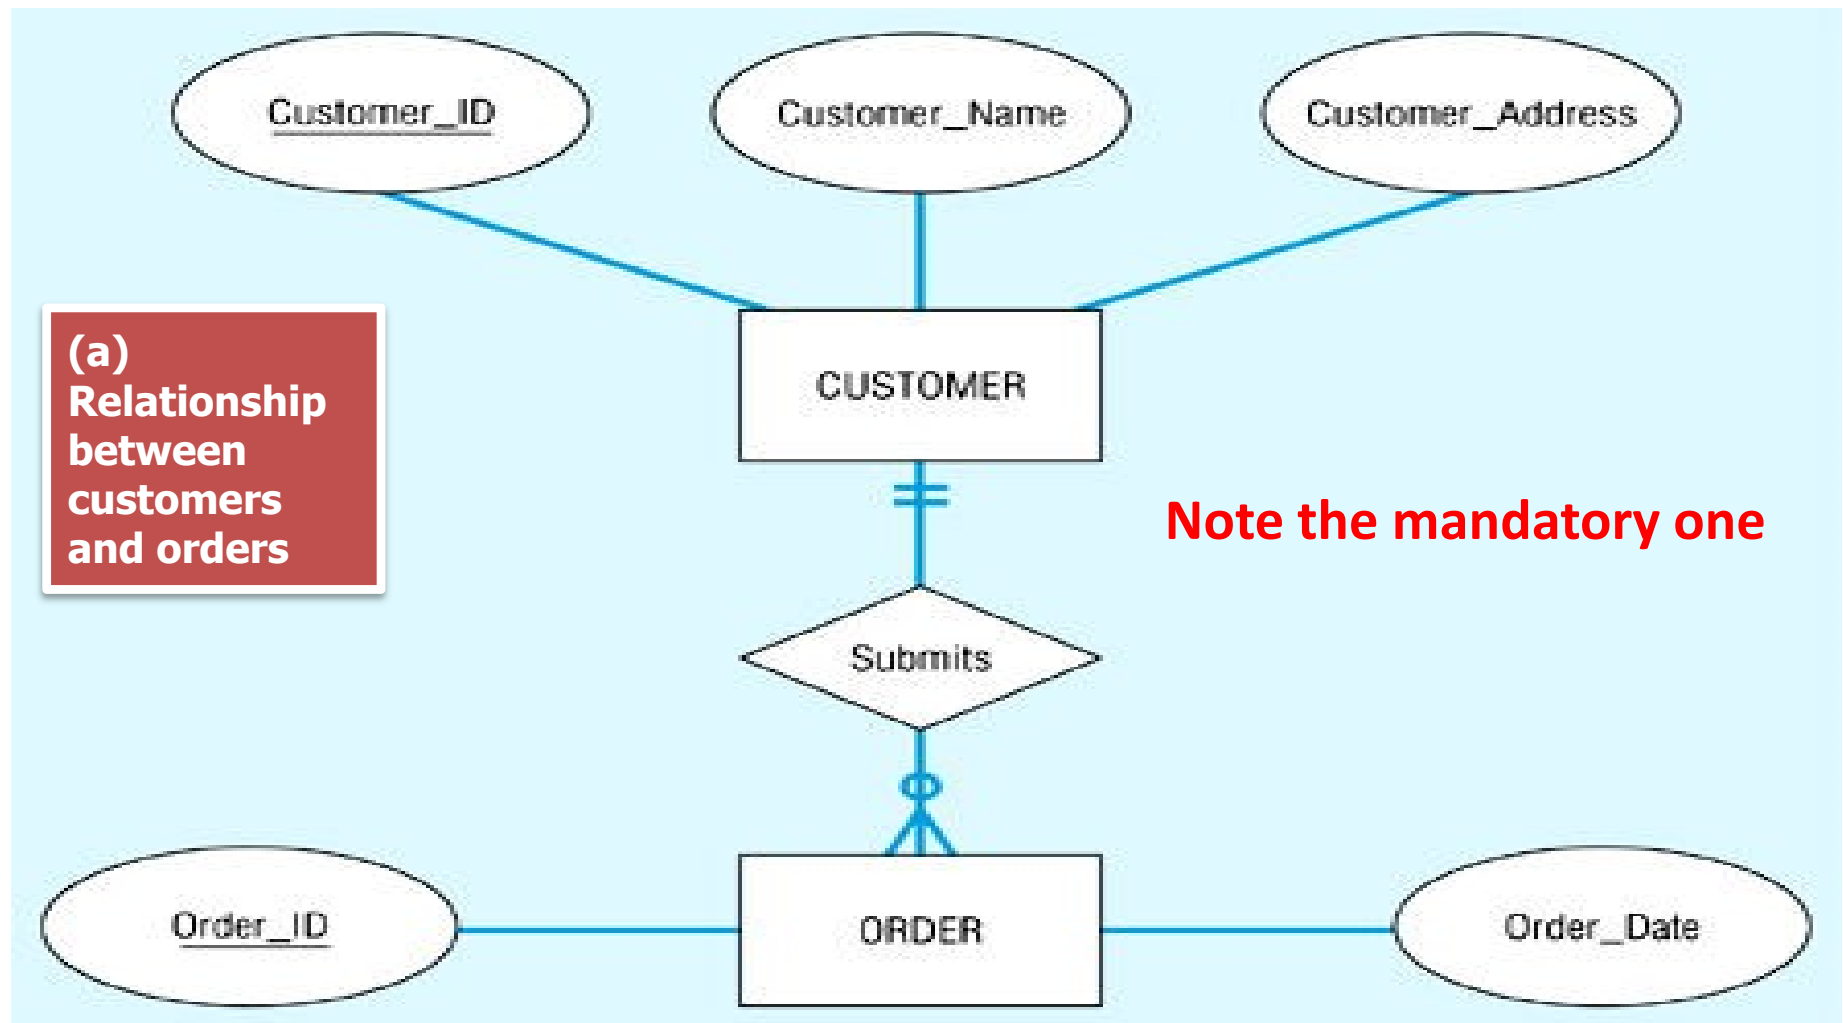 Customer_ID
Customer_Name
Customer_Address
(a)
Relationship
between
customers
and orders
CUSTOMER
Note the mandatory one
Submits
Order_ID
ORDER
Order_Date